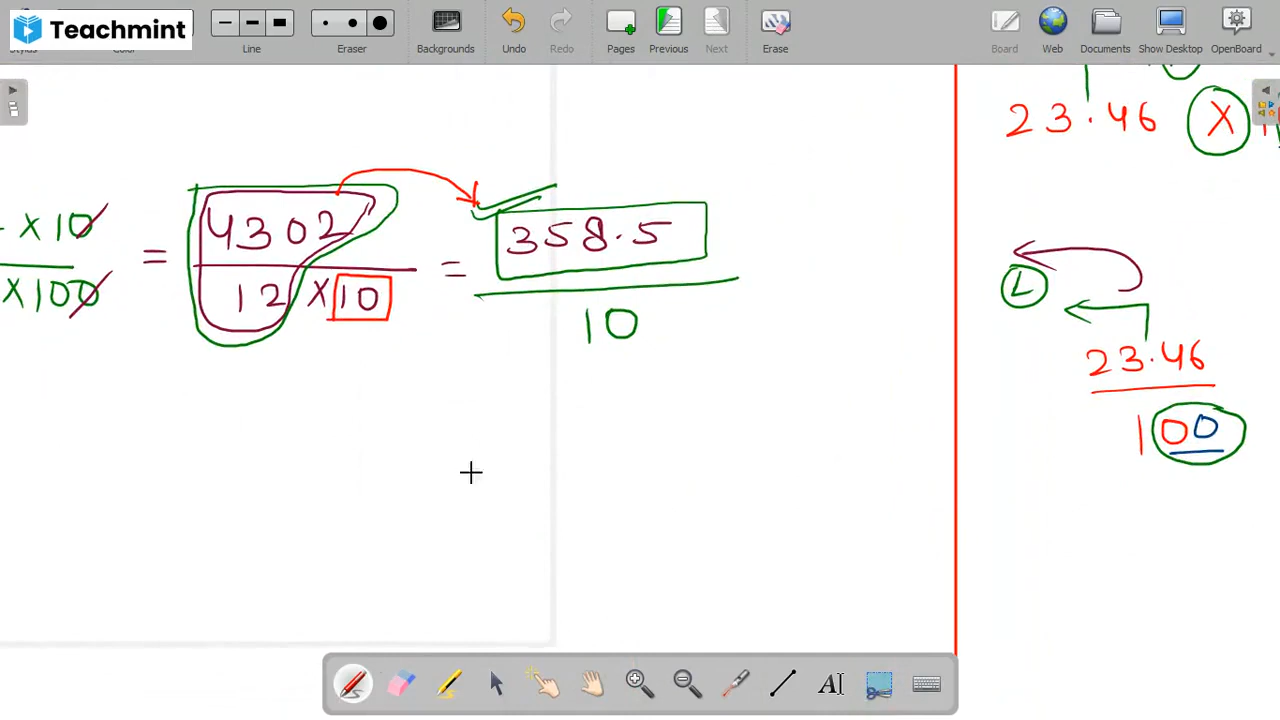 Teachmint
Line
Eraser
Backgrounds
Undo
Redo
Pages
Previous
Next
Erase
Board
Web
Documents
Show Desktop
OpenBoard
23.46 X
× 10
× 100
= 4302 / 12 × 10 = 358.5 / 10
L
23.46
100